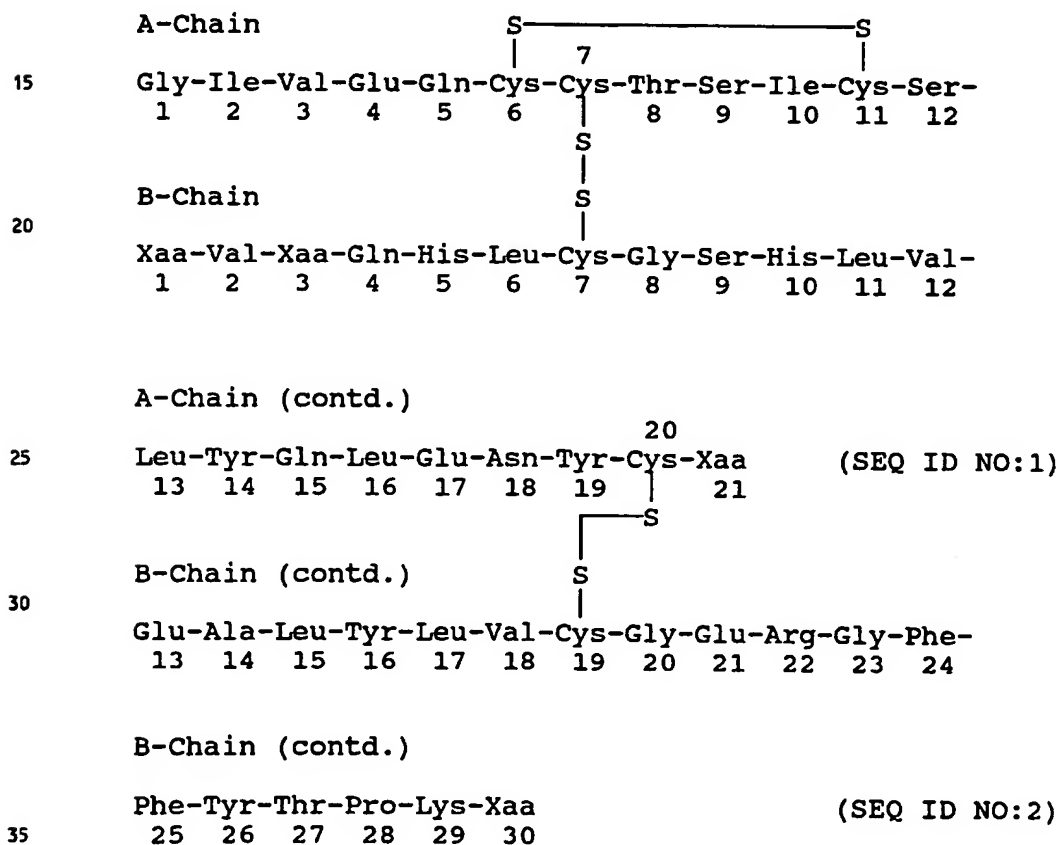 A-Chain
S S
7
15 Gly-Ile-Val-Glu-Gln-Cys-Cys-Thr-Ser-Ile-Cys-Ser-
1 2 3 4 5 6 8 9 10 11 12
S
S
B-Chain S
20
Xaa-Val-Xaa-Gln-His-Leu-Cys-Gly-Ser-His-Leu-Val-
1 2 3 4 5 6 7 8 9 10 11 12
A-Chain (contd.)
20
25 Leu-Tyr-Gln-Leu-Glu-Asn-Tyr-Cys-Xaa (SEQ ID NO:1)
13 14 15 16 17 18 19 21
S
B-Chain (contd.) S
30
Glu-Ala-Leu-Tyr-Leu-Val-Cys-Gly-Glu-Arg-Gly-Phe-
13 14 15 16 17 18 19 20 21 22 23 24
B-Chain (contd.)
Phe-Tyr-Thr-Pro-Lys-Xaa (SEQ ID NO:2)
35 25 26 27 28 29 30